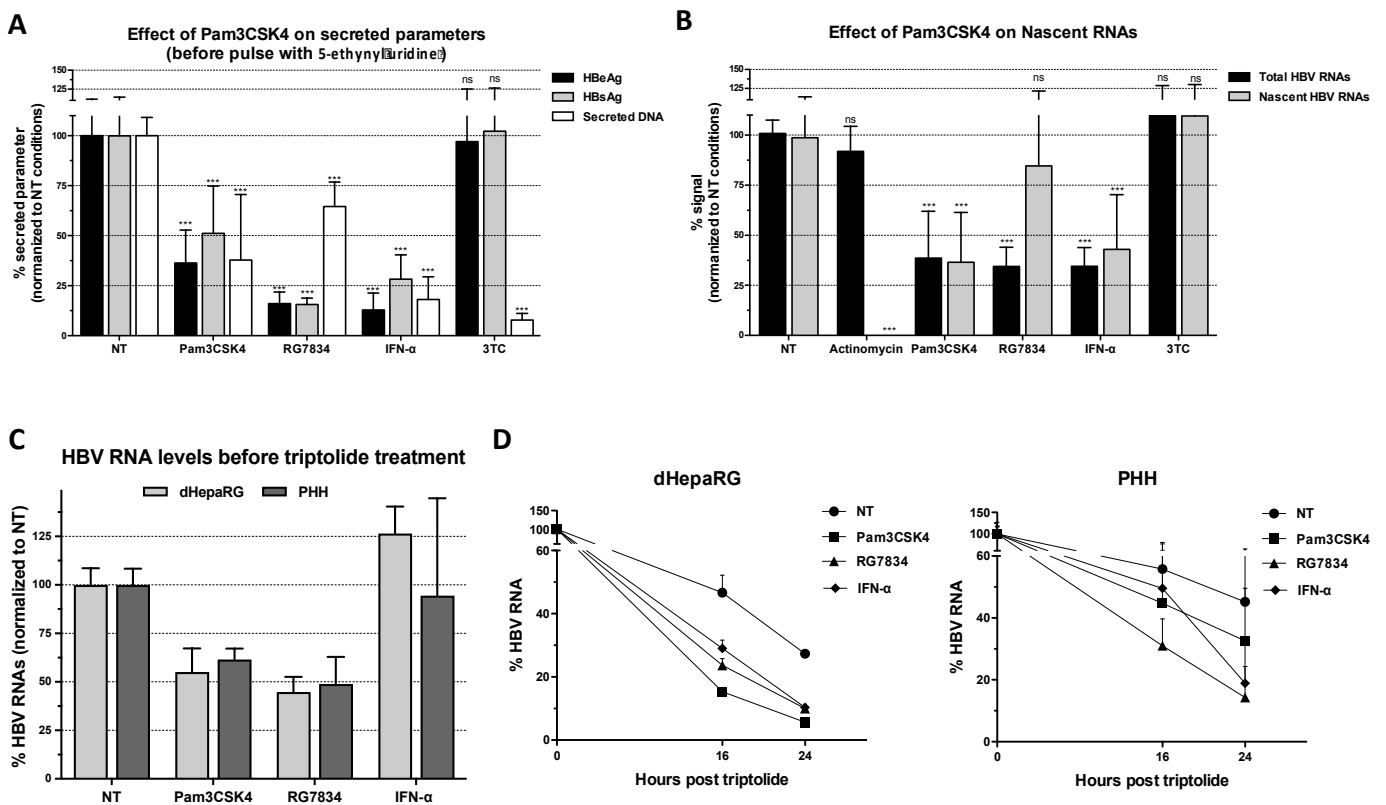 A
Effect of Pam3CSK4 on secreted parameters
(before pulse with 5-ethynyl uridine )
% secreted parameter
(normanized to NT conditions)
150
125
100
75
50
25
0
ns ns
*** *** ***
*** *** ***
*** *** ***
***
NT Pam3CSK4 RG7834 IFN-α 3TC
HBeAg
HBsAg
Secreted DNA
B
Effect of Pam3CSK4 on Nascent RNAs
% signal
(normanized to NT conditions)
150
125
100
75
50
25
0
ns
***
*** ***
***
ns
*** ***
ns ns
NT Actinomycin Pam3CSK4 RG7834 IFN-α 3TC
Total HBV RNAs
Nascent HBV RNAs
C
HBV RNA levels before triptolide treatment
dHepaRG PHH
% HBV RNAs (normalized to NT)
125
100
75
50
25
0
NT Pam3CSK4 RG7834 IFN-α
D
dHepaRG
% HBV RNA
150
100
60
40
20
0
0 16 24
Hours post triptolide
NT
Pam3CSK4
RG7834
IFN-α
PHH
% HBV RNA
150
100
60
40
20
0
0 16 24
Hours post triptolide
NT
Pam3CSK4
RG7834
IFN-α